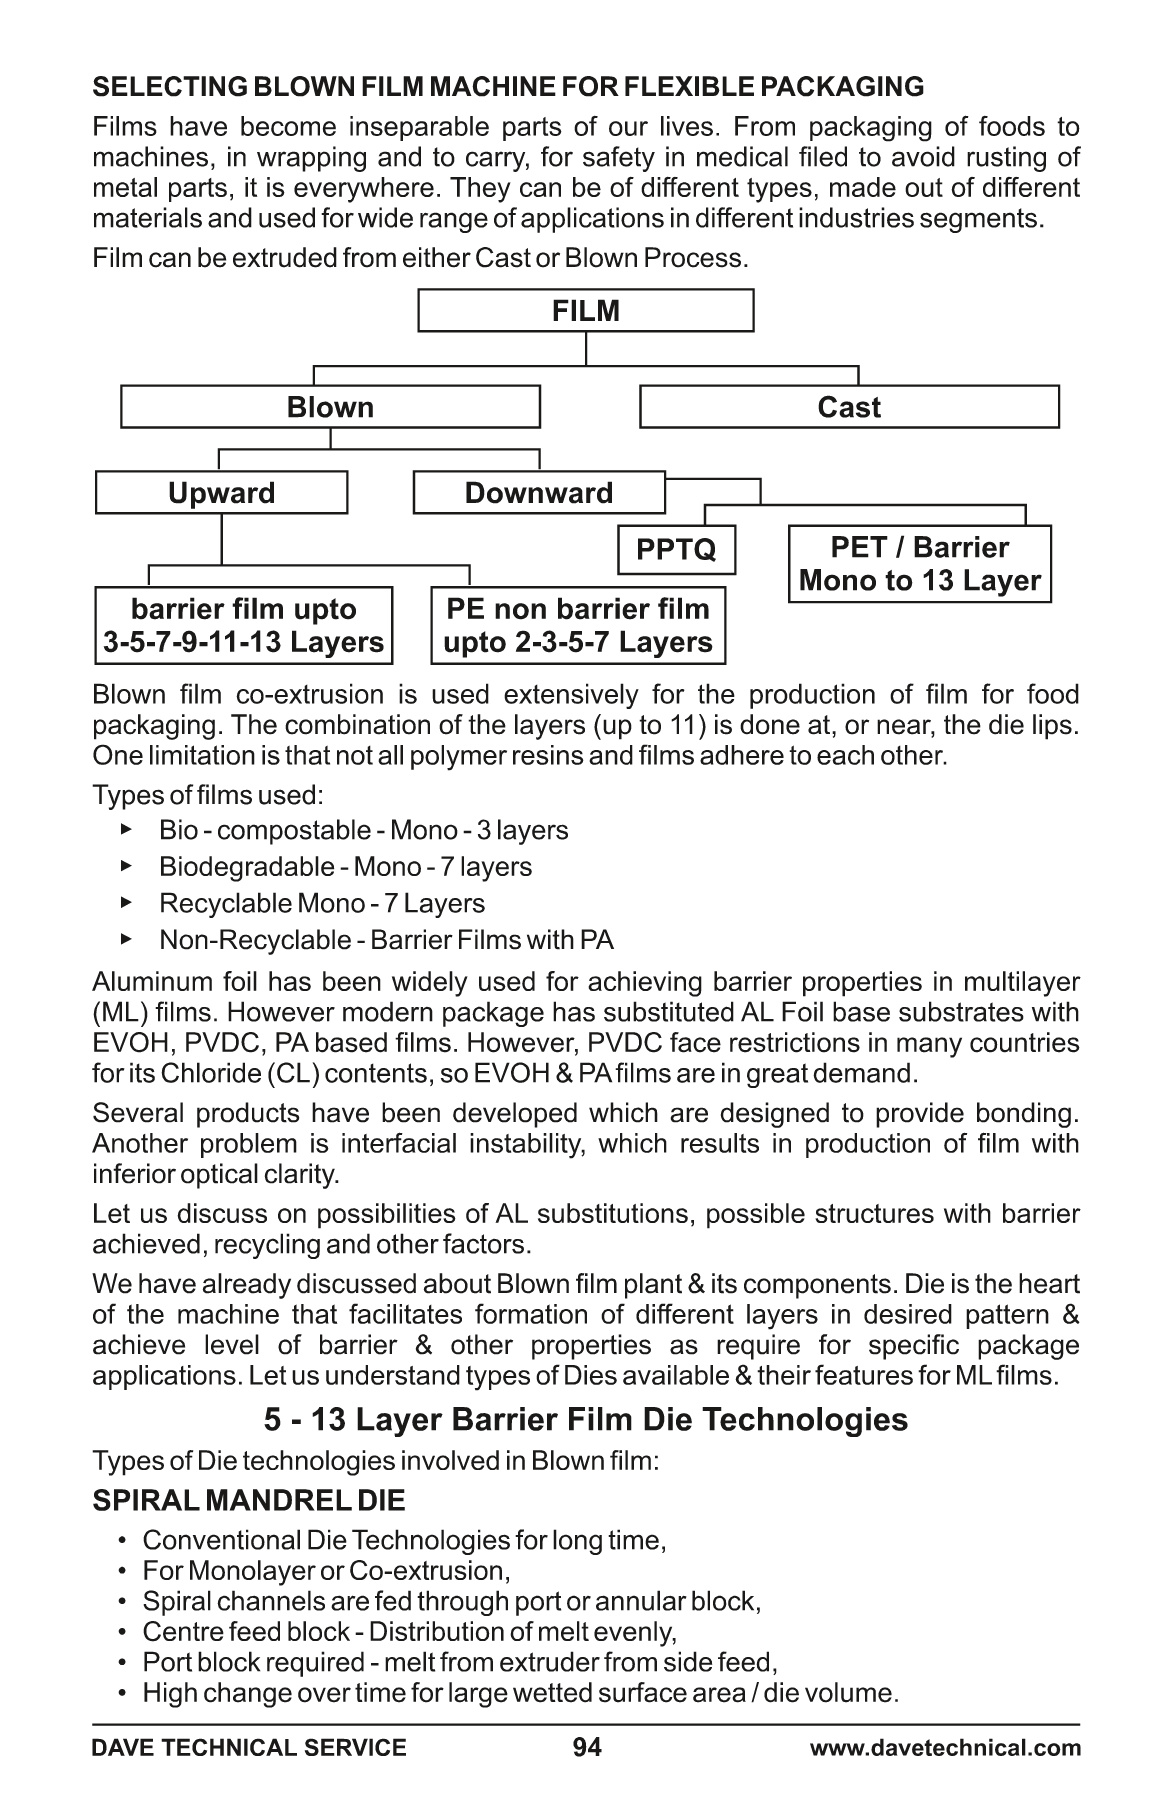 SELECTING BLOWN FILM MACHINE FOR FLEXIBLE PACKAGING
Films have become inseparable parts of our lives. From packaging of foods to
machines, in wrapping and to carry, for safety in medical filed to avoid rusting of
metal parts, it is everywhere. They can be of different types, made out of different
materials and used for wide range of applications in different industries segments.
Film can be extruded from either Cast or Blown Process.
FILM
Blown
Cast
Upward
Downward
PPTQ
PET / Barrier
Mono to 13 Layer
barrier film upto
3-5-7-9-11-13 Layers
PE non barrier film
upto 2-3-5-7 Layers
Blown film co-extrusion is used extensively for the production of film for food
packaging. The combination of the layers (up to 11) is done at, or near, the die lips.
One limitation is that not all polymer resins and films adhere to each other.
Types of films used:
▸ Bio - compostable - Mono - 3 layers
▸ Biodegradable - Mono - 7 layers
▸ Recyclable Mono - 7 Layers
▸ Non-Recyclable - Barrier Films with PA
Aluminum foil has been widely used for achieving barrier properties in multilayer
(ML) films. However modern package has substituted AL Foil base substrates with
EVOH, PVDC, PA based films. However, PVDC face restrictions in many countries
for its Chloride (CL) contents, so EVOH & PA films are in great demand.
Several products have been developed which are designed to provide bonding.
Another problem is interfacial instability, which results in production of film with
inferior optical clarity.
Let us discuss on possibilities of AL substitutions, possible structures with barrier
achieved, recycling and other factors.
We have already discussed about Blown film plant & its components. Die is the heart
of the machine that facilitates formation of different layers in desired pattern &
achieve level of barrier & other properties as require for specific package
applications. Let us understand types of Dies available & their features for ML films.
5 - 13 Layer Barrier Film Die Technologies
Types of Die technologies involved in Blown film:
SPIRAL MANDREL DIE
• Conventional Die Technologies for long time,
• For Monolayer or Co-extrusion,
• Spiral channels are fed through port or annular block,
• Centre feed block - Distribution of melt evenly,
• Port block required - melt from extruder from side feed,
• High change over time for large wetted surface area / die volume.
DAVE TECHNICAL SERVICE 94 www.davetechnical.com